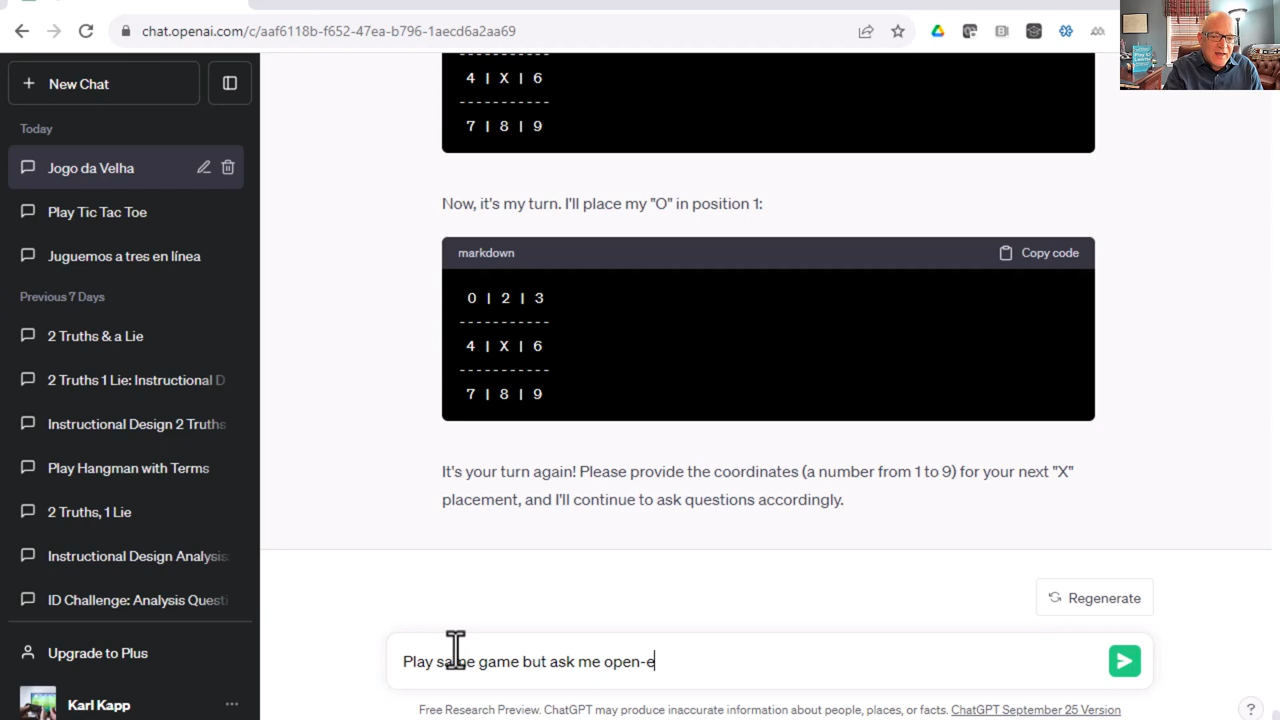 chat.openai.com/c/aaf6118b-f652-47ea-b796-1aecd6a2aa69
New Chat
Today
Jogo da Velha
Play Tic Tac Toe
Juguemos a tres en línea
Previous 7 Days
2 Truths & a Lie
2 Truths 1 Lie: Instructional D
Instructional Design 2 Truths
Play Hangman with Terms
2 Truths, 1 Lie
Instructional Design Analysis
ID Challenge: Analysis Questi
Upgrade to Plus
Karl Kapp
-----------
4 | X | 6
-----------
7 | 8 | 9
Now, it's my turn. I'll place my "O" in position 1:
markdown
Copy code
0 | 2 | 3
-----------
4 | X | 6
-----------
7 | 8 | 9
It's your turn again! Please provide the coordinates (a number from 1 to 9) for your next "X"
placement, and I'll continue to ask questions accordingly.
Regenerate
Play same game but ask me open-e
Free Research Preview. ChatGPT may produce inaccurate information about people, places, or facts. ChatGPT September 25 Version
?